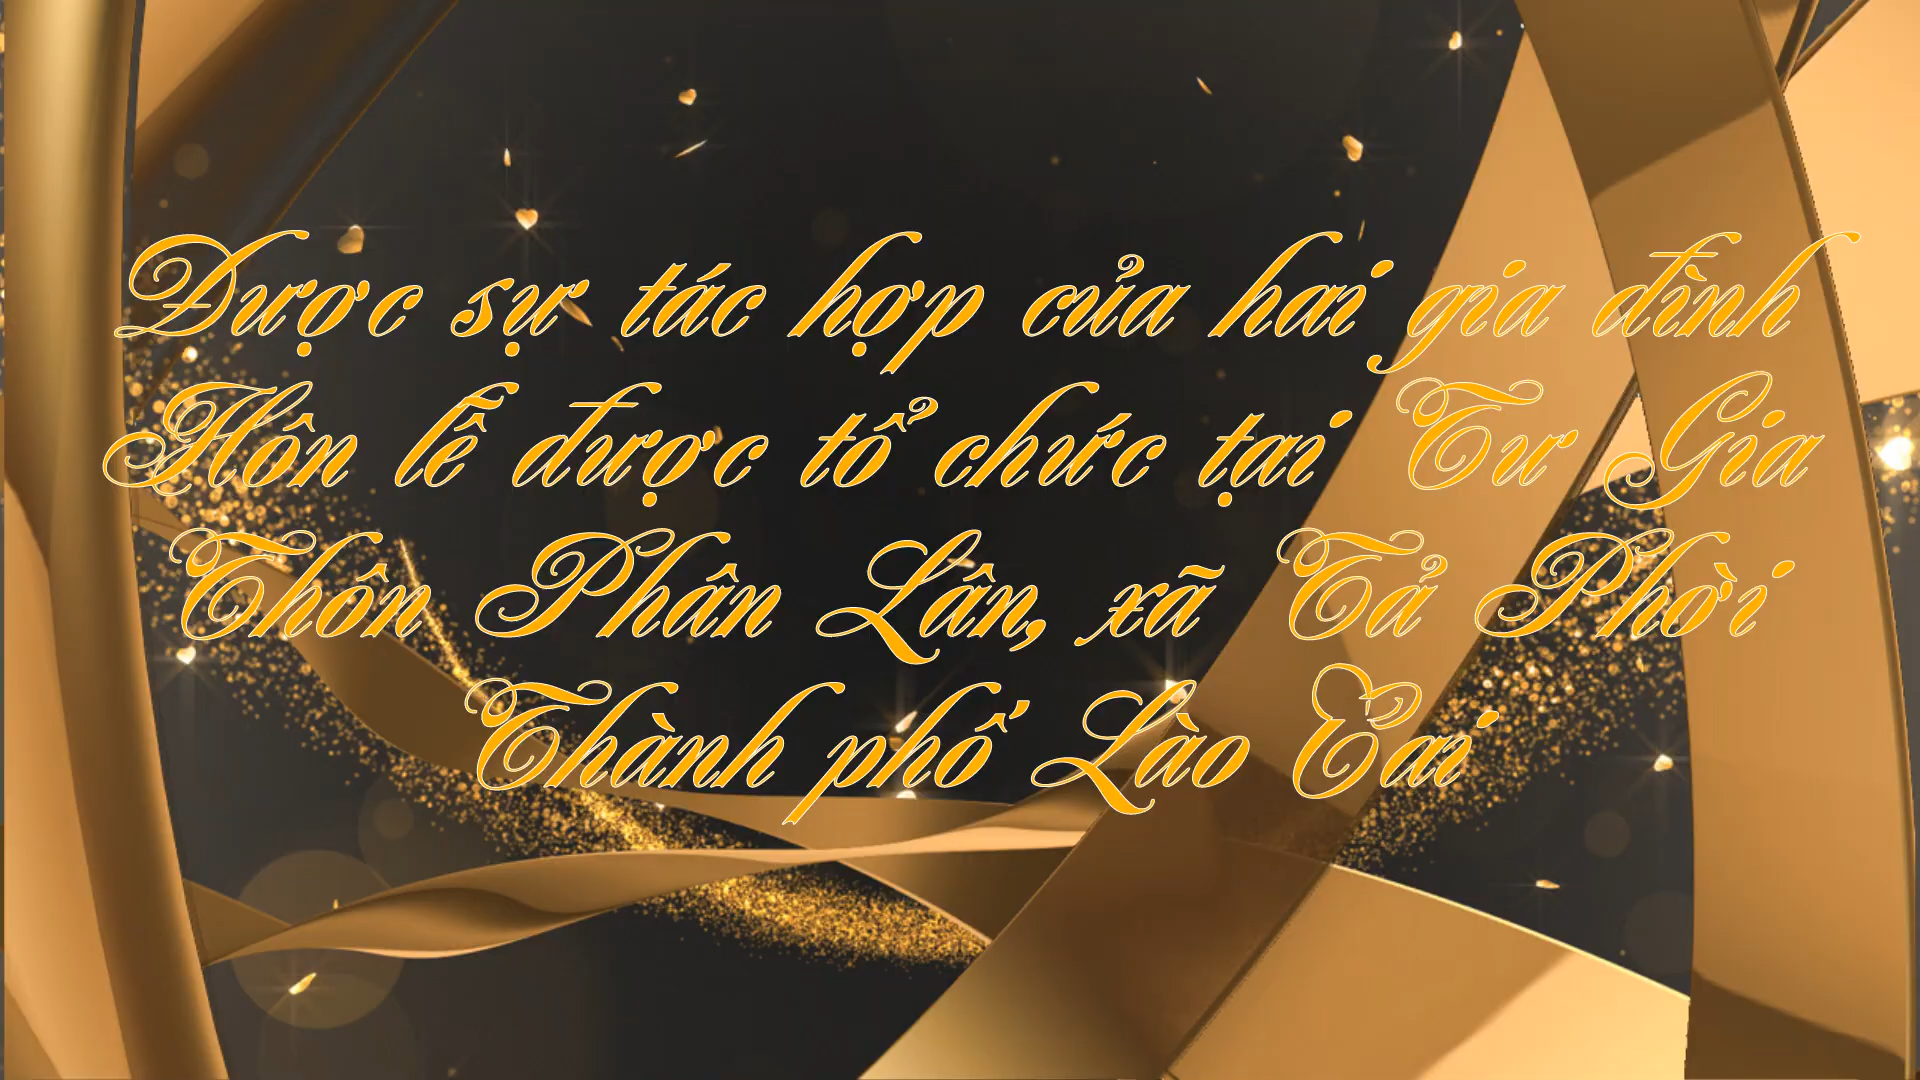 Được sự tác hợp của hai gia đình
Hôn lễ được tổ chức tại Tư Gia
Thôn Phân Lân, xã Tả Phời
Thành phố Lào Cai